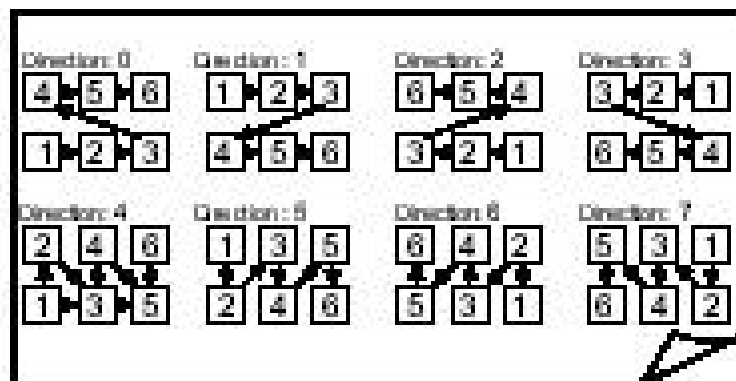 Direction: 0 Direction: 1 Direction: 2 Direction: 3
4 5 6 1 2 3 6 5 4 3 2 1
1 2 3 4 5 6 3 2 1 6 5 4
Direction: 4 Direction: 5 Direction: 6 Direction: 7
2 4 6 1 3 5 6 4 2 5 3 1
1 3 5 2 4 6 5 3 1 6 4 2